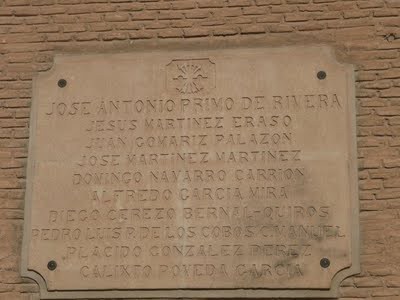 JOSE ANTONIO PRIMO DE RIVERA
JESUS MARTINEZ ERASO
JUAN GOMARIZ PALAZON
JOSE MARTINEZ MARTINEZ
DOMINGO NAVARRO CARRION
ALFREDO GARCIA MIRA
DIEGO CEREZO BERNAL-QUIROS
PEDRO LUIS P. DE LOS COBOS C. MANUEL
PLACIDO GONZALEZ PEREZ
CALIXTO POVEDA GARCIA